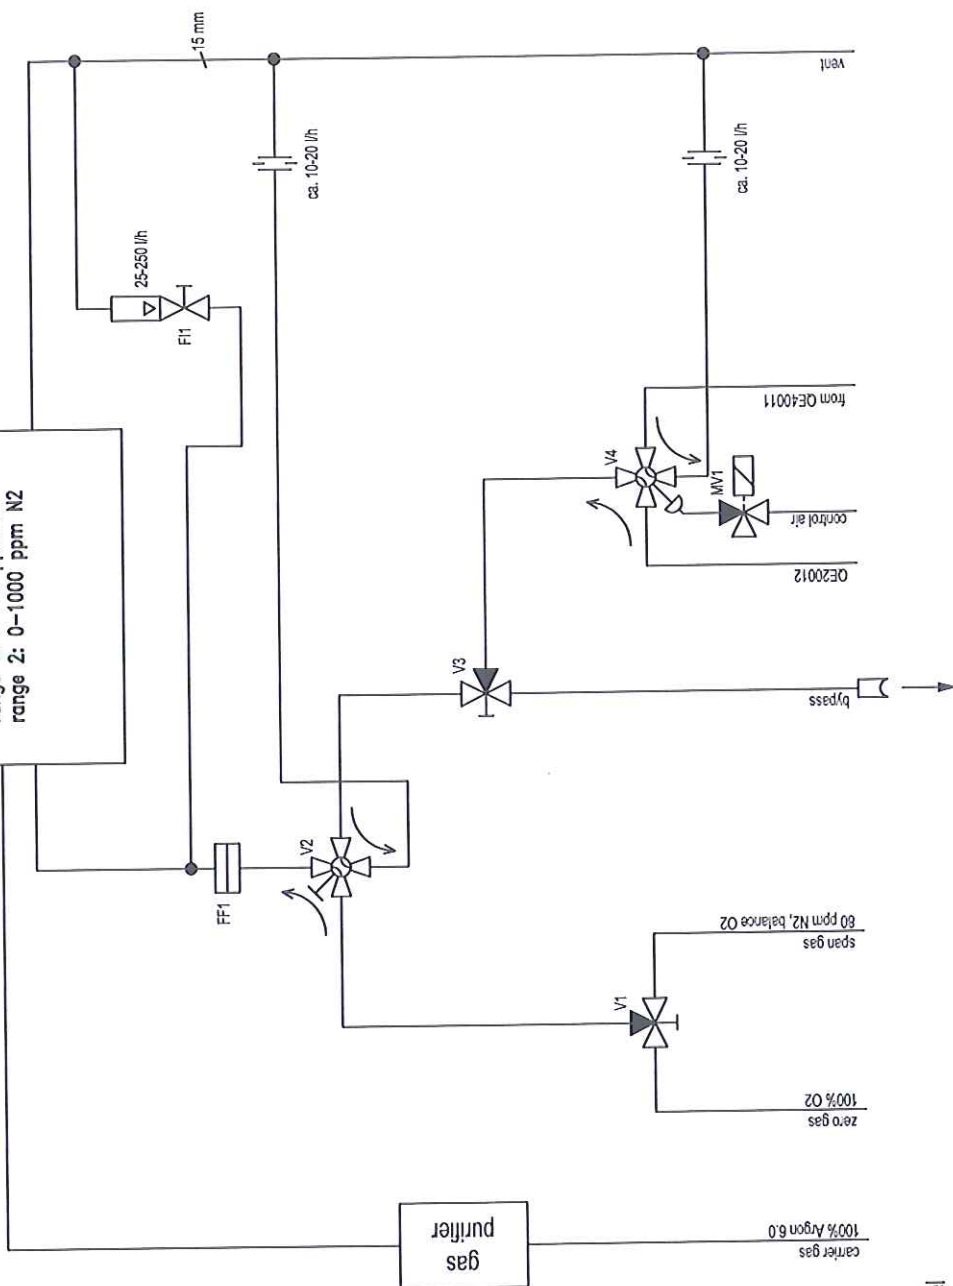 range 2: 0-1000 ppm N2
15 mm
ca. 10-20 l/h
ca. 10-20 l/h
25-250 l/h
FI1
vent
from QE40011
V4
MV1
control air
QE20012
V3
bypass
V2
FF1
80 ppm N2, balance O2
span gas
V1
100% O2
zero gas
gas
purifier
100% Argon 6.0
carrier gas